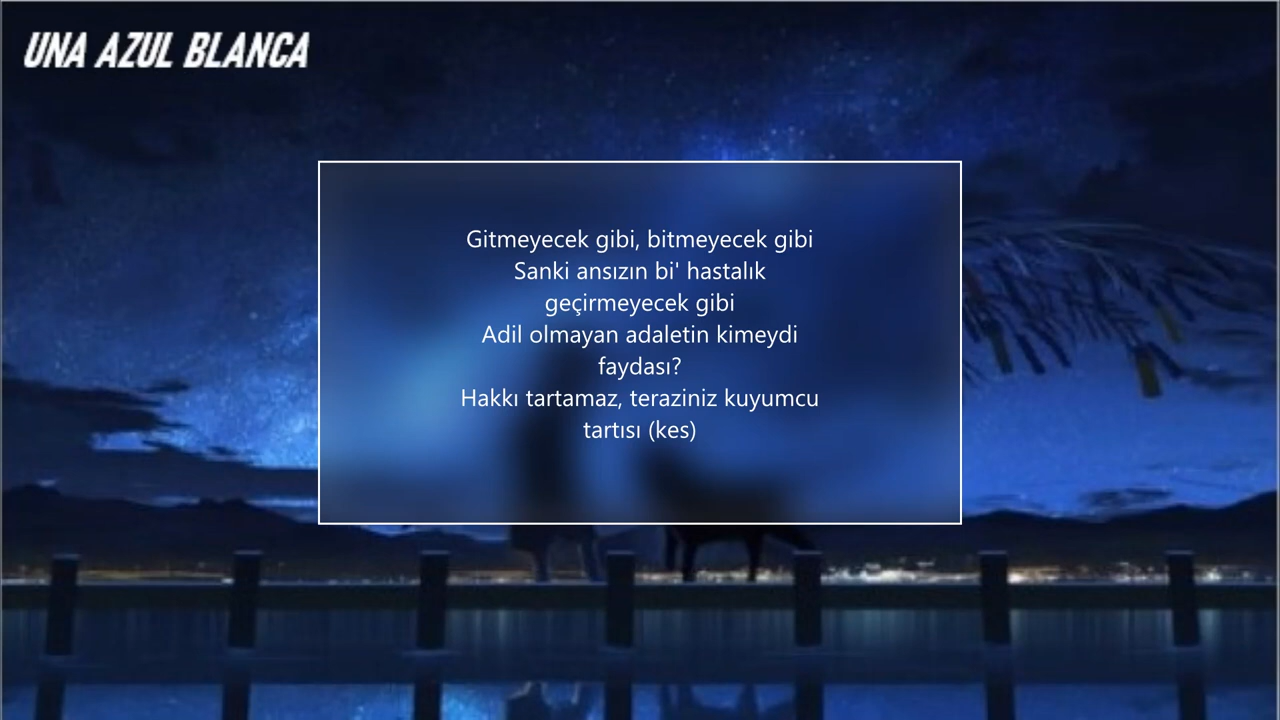 UNA AZUL BLANCA
Gitmeyecek gibi, bitmeyecek gibi
Sanki ansızın bi' hastalık
geçirmeyecek gibi
Adil olmayan adaletin kimeydi
faydası?
Hakkı tartamaz, teraziniz kuyumcu
tartısı (kes)